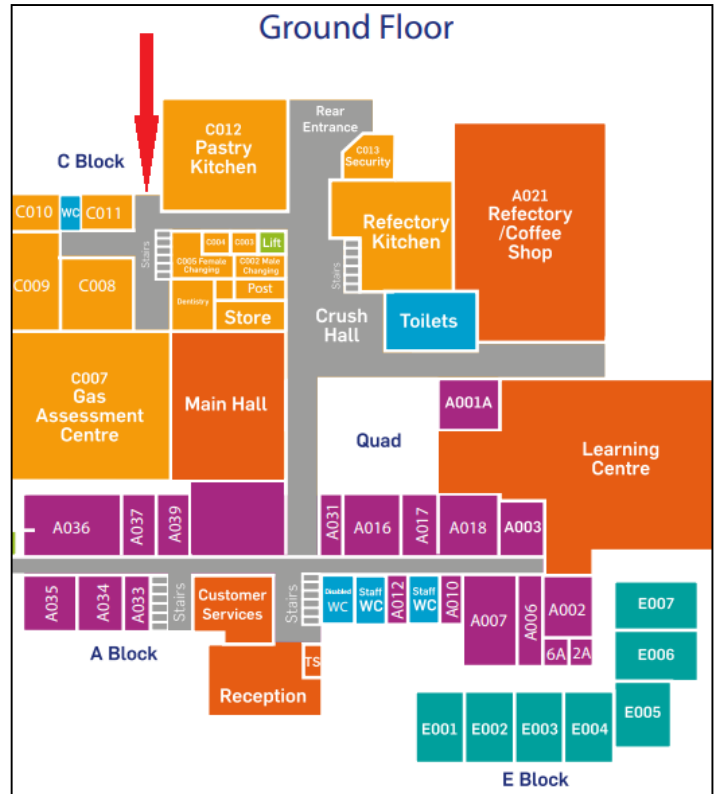 Ground Floor
Rear
Entrance
C012
Pastry
Kitchen
C Block
C013
Security
C010
WC
C011
A021
Refectory
/Coffee
Shop
Refectory
Kitchen
Stairs
C004
C003
Lift
C005 Female
Changing
C002 Male
Changing
Stairs
C009
C008
Dentistry
Post
Store
Crush
Hall
Toilets
C007
Gas
Assessment
Centre
Main Hall
A001A
Quad
Learning
Centre
A036
A037
A039
A031
A016
A017
A018
A003
A035
A034
A033
Stairs
Customer
Services
Stairs
Disabled
WC
Staff
WC
A012
Staff
WC
A010
A007
A006
A002
6A
2A
E007
A Block
E006
TS
Reception
E005
E001
E002
E003
E004
E Block